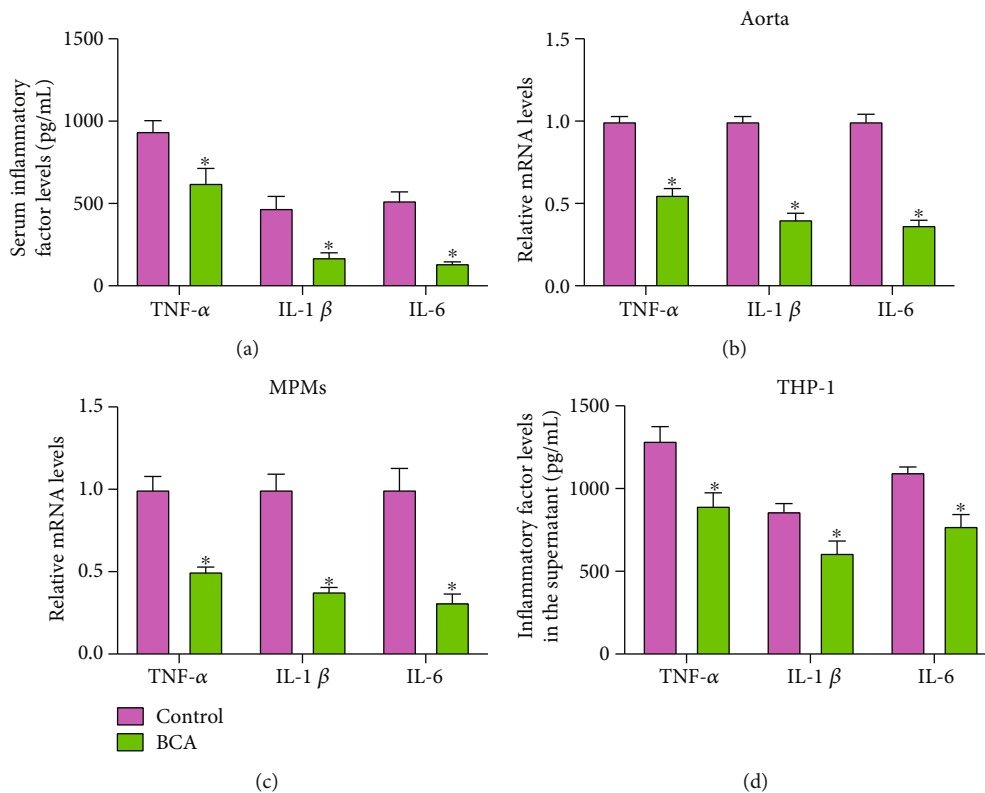 1500
1000
500
0
Serum inflammatory
factor levels (pg/mL)
*
*
*
TNF-α
IL-1 β
IL-6
(a)
Aorta
1.5
1.0
0.5
0.0
Relative mRNA levels
*
*
*
TNF-α
IL-1 β
IL-6
(b)
MPMs
1.5
1.0
0.5
0.0
Relative mRNA levels
*
*
*
TNF-α
IL-1 β
IL-6
Control
BCA
(c)
THP-1
1500
1000
500
0
Inflammatory factor levels
in the supernatant (pg/mL)
*
*
*
TNF-α
IL-1 β
IL-6
(d)